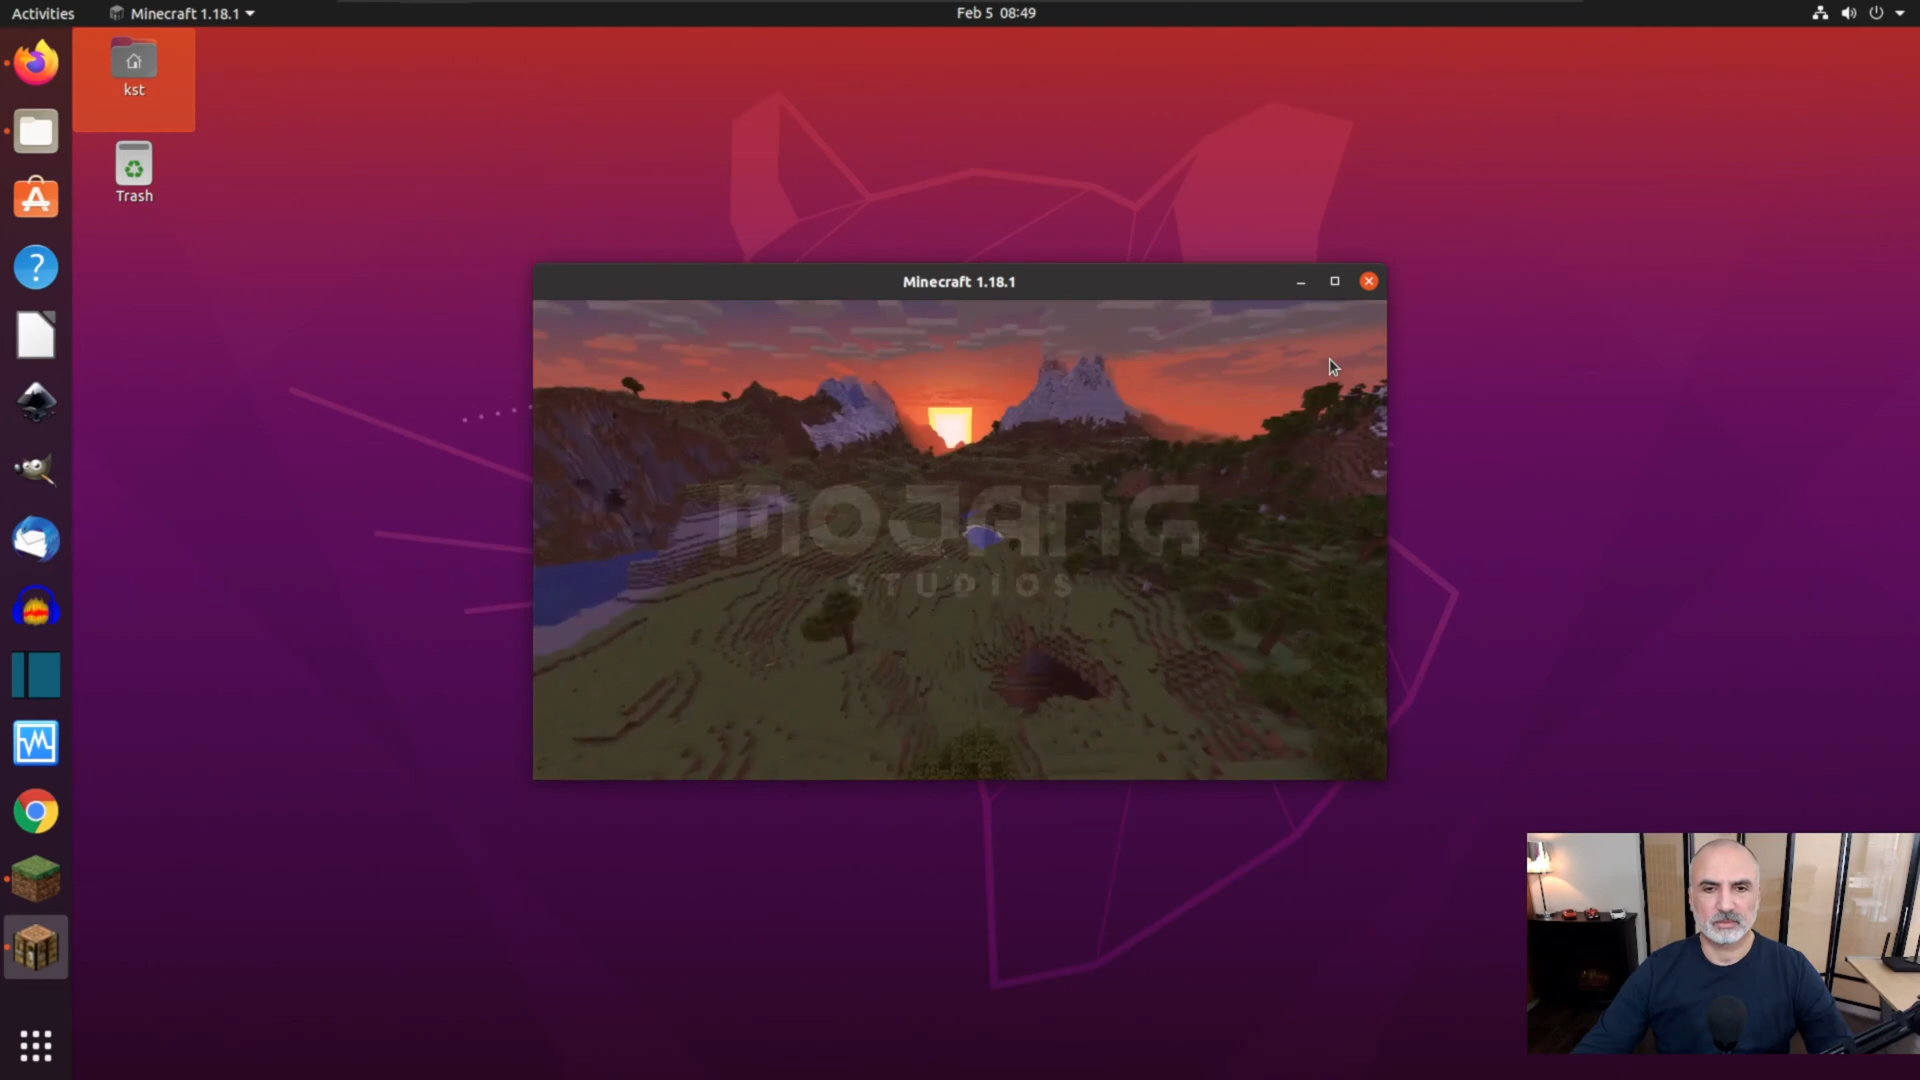 Activities
Minecraft 1.18.1
Feb 5 08:49
kst
Trash
Minecraft 1.18.1
MOJANG
STUDIOS